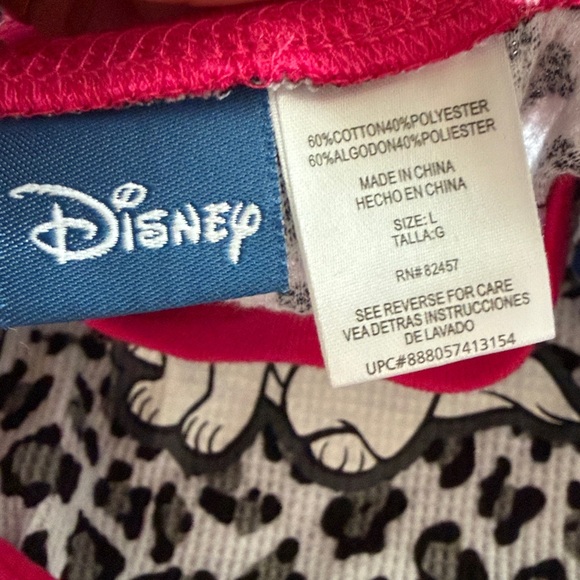 Disney
60%COTTON40%POLYESTER
60%ALGODON40%POLIESTER
MADE IN CHINA
HECHO EN CHINA
SIZE: L
TALLA:G
RN# 82457
SEE REVERSE FOR CARE
VEA DETRAS INSTRUCCIONES
DE LAVADO
UPC#888057413154